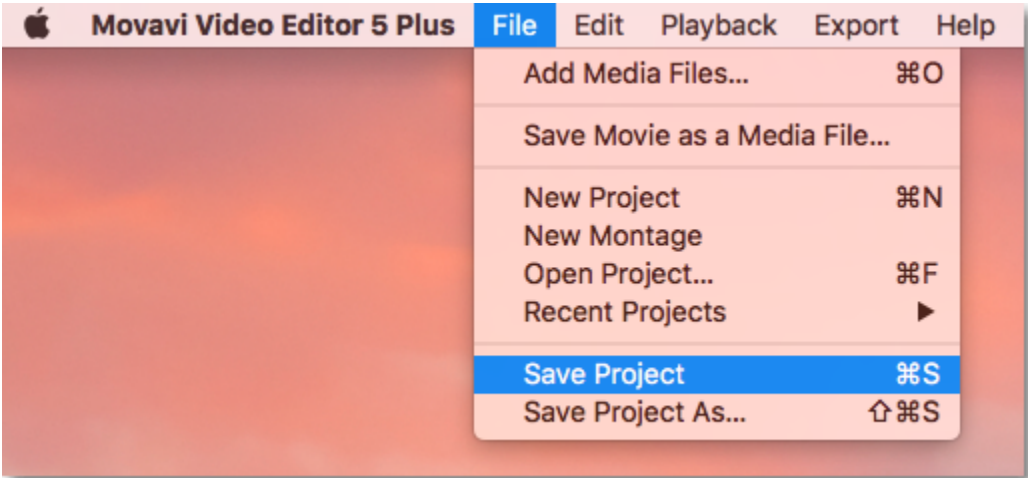 Movavi Video Editor 5 Plus File Edit Playback Export Help
Add Media Files... ⌘O
Save Movie as a Media File...
New Project ⌘N
New Montage
Open Project... ⌘F
Recent Projects ▶
Save Project ⌘S
Save Project As... ⇧⌘S